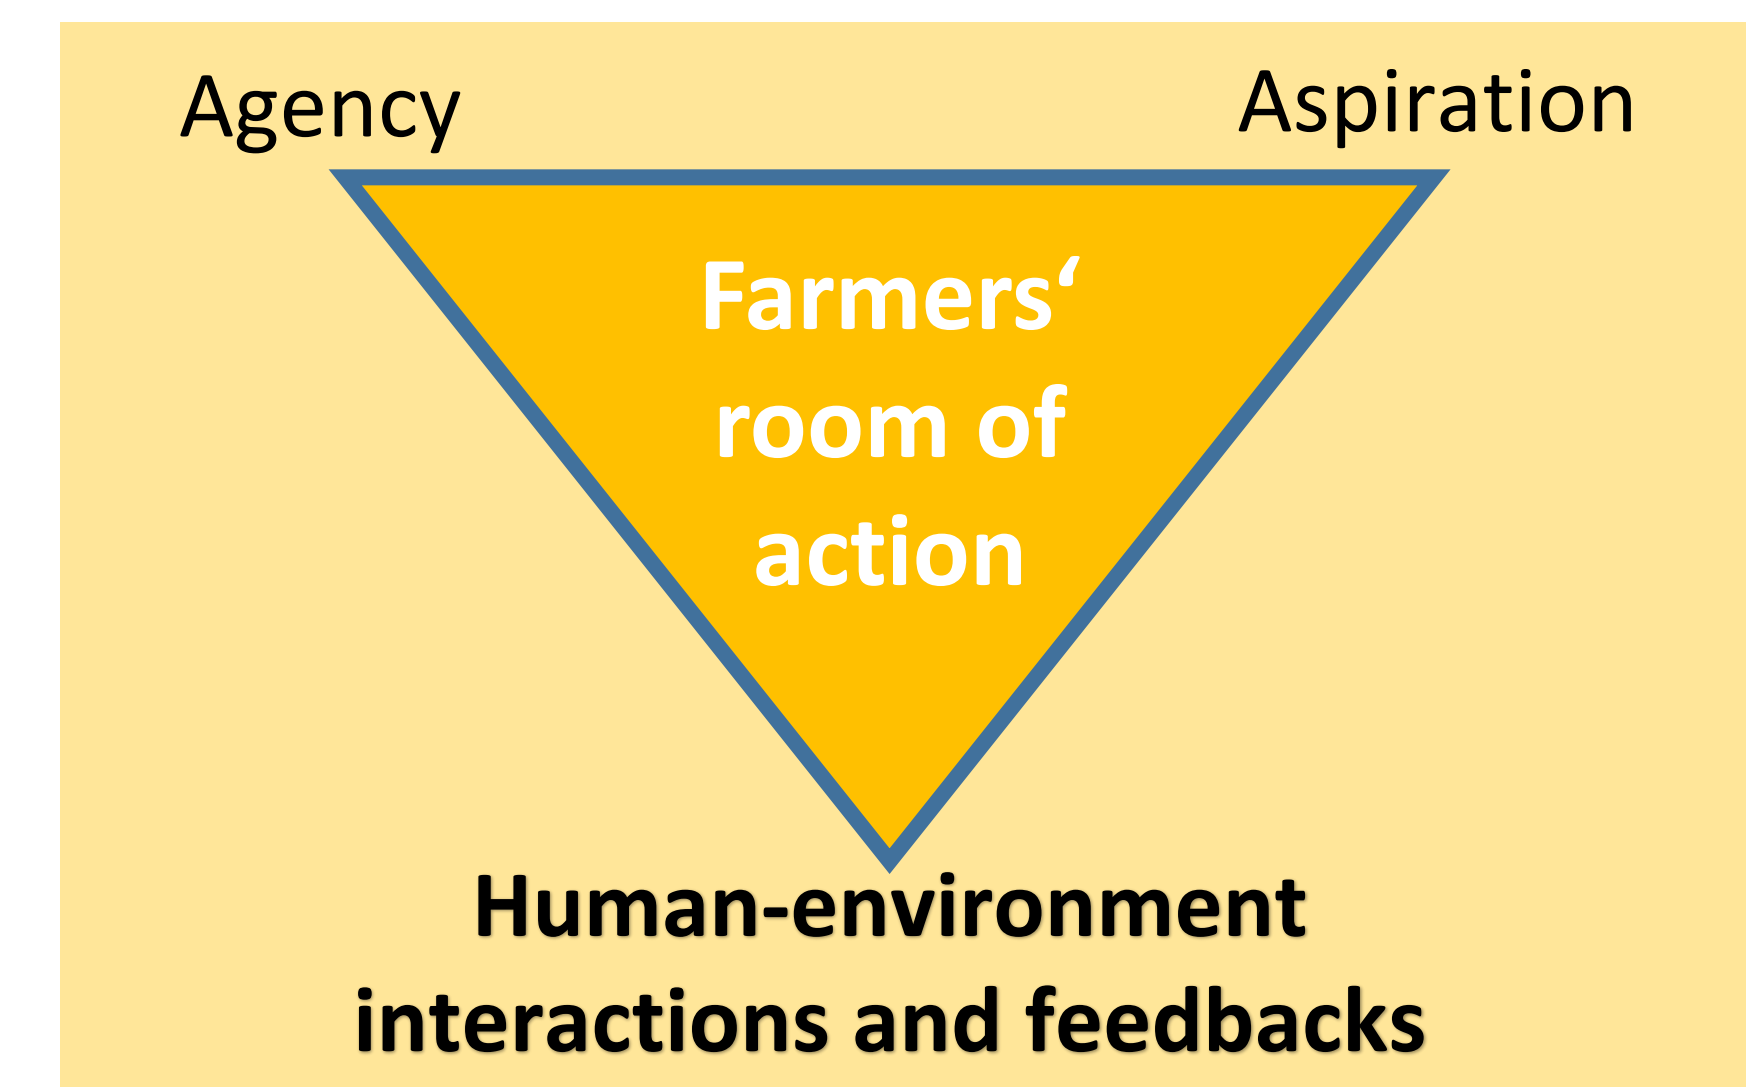 Agency
Aspiration
Farmers‘
room of
action
Human-environment
interactions and feedbacks